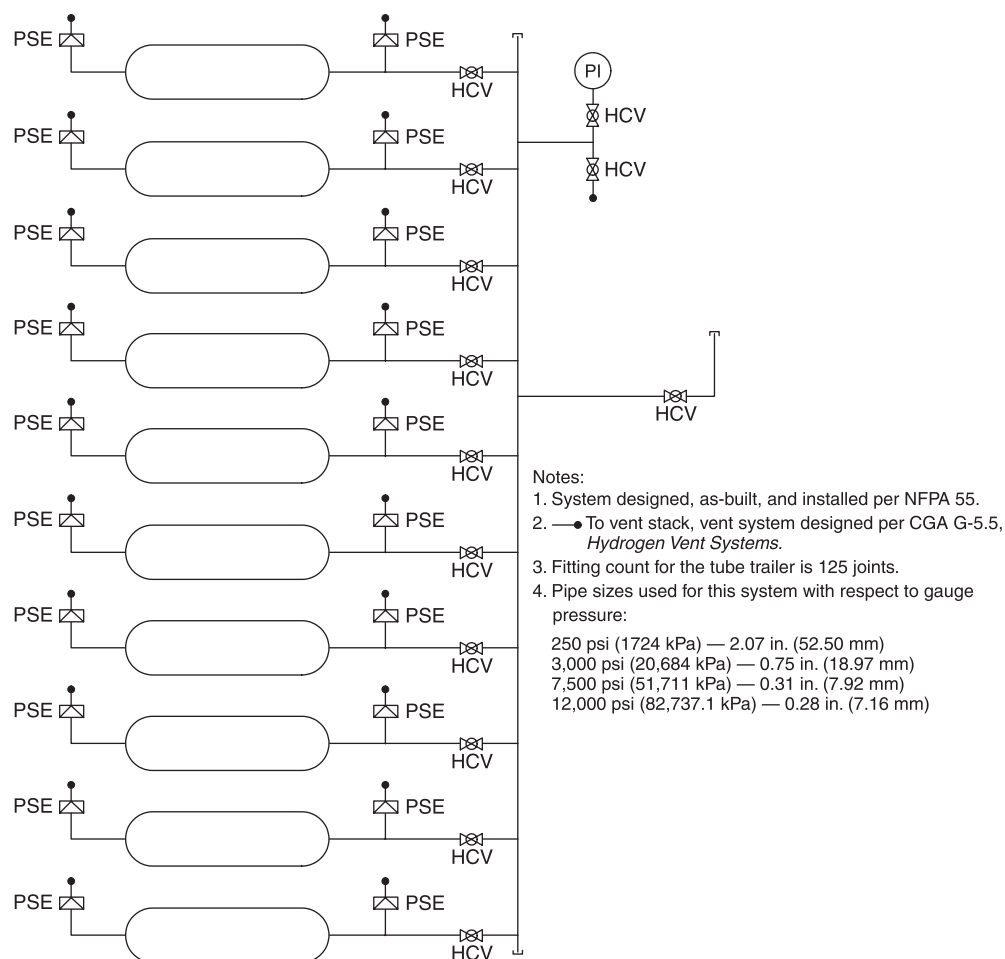 PSE PSE
HCV
PSE PSE
HCV
PSE PSE
HCV
PSE PSE
HCV
PSE PSE
HCV
PSE PSE
HCV
PSE PSE
HCV
PSE PSE
HCV
PSE PSE
HCV
PSE PSE
HCV
PI
HCV
HCV
HCV
Notes:
1. System designed, as-built, and installed per NFPA 55.
2. To vent stack, vent system designed per CGA G-5.5,
Hydrogen Vent Systems.
3. Fitting count for the tube trailer is 125 joints.
4. Pipe sizes used for this system with respect to gauge
pressure:
250 psi (1724 kPa) — 2.07 in. (52.50 mm)
3,000 psi (20,684 kPa) — 0.75 in. (18.97 mm)
7,500 psi (51,711 kPa) — 0.31 in. (7.92 mm)
12,000 psi (82,737.1 kPa) — 0.28 in. (7.16 mm)